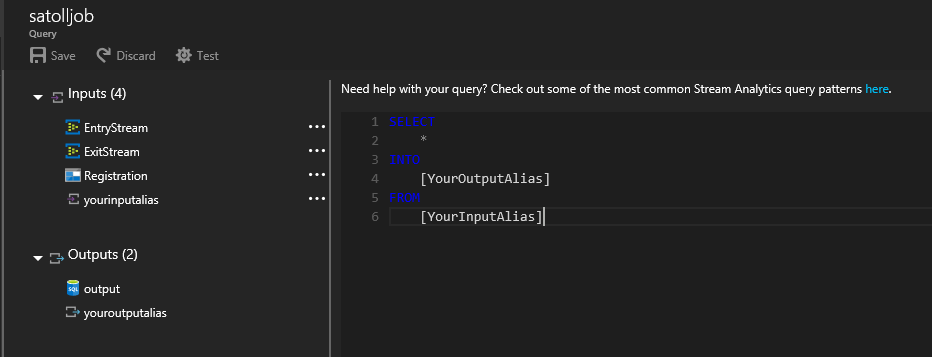 satolljob
Query
Save Discard Test
Inputs (4)
EntryStream
ExitStream
Registration
yourinputalias
Outputs (2)
SQL output
youroutputalias
Need help with your query? Check out some of the most common Stream Analytics query patterns here.
1 SELECT
2 *
3 INTO
4 [YourOutputAlias]
5 FROM
6 [YourInputAlias]